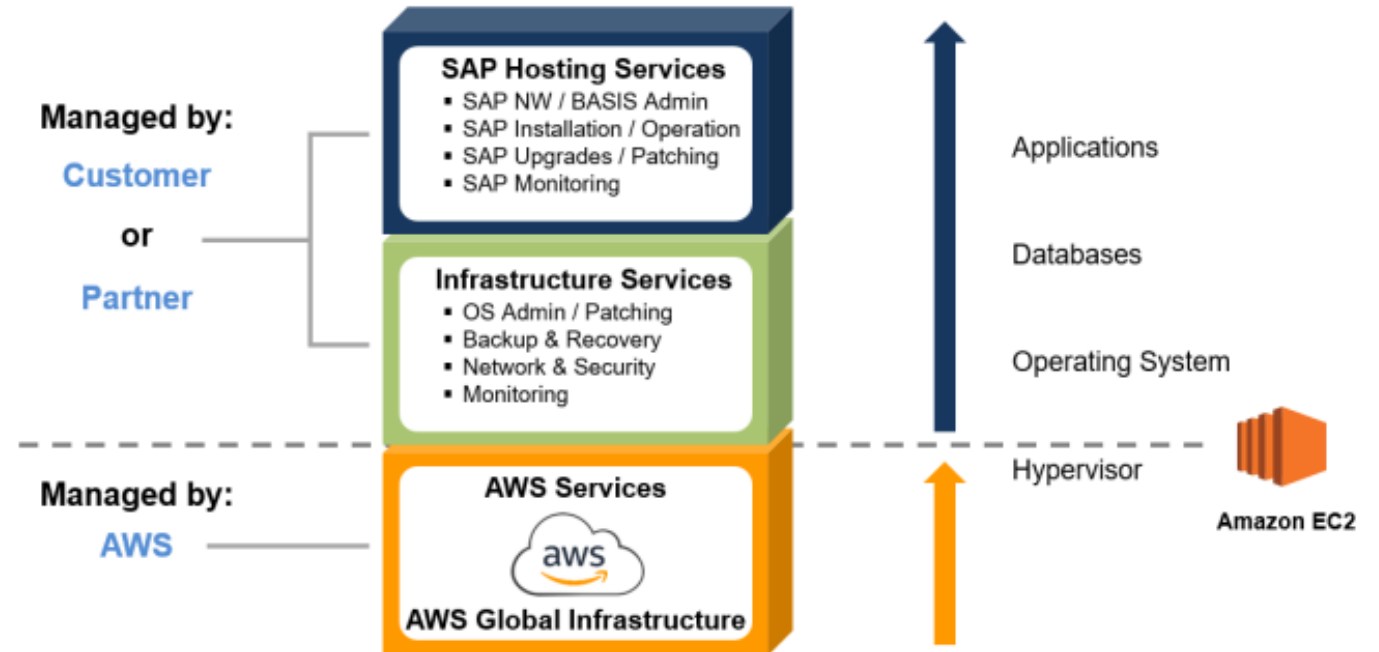 Managed by:
Customer
or
Partner
SAP Hosting Services
▪ SAP NW / BASIS Admin
▪ SAP Installation / Operation
▪ SAP Upgrades / Patching
▪ SAP Monitoring
Infrastructure Services
▪ OS Admin / Patching
▪ Backup & Recovery
▪ Network & Security
▪ Monitoring
Applications
Databases
Operating System
Managed by:
AWS
AWS Services
aws
AWS Global Infrastructure
Hypervisor
Amazon EC2